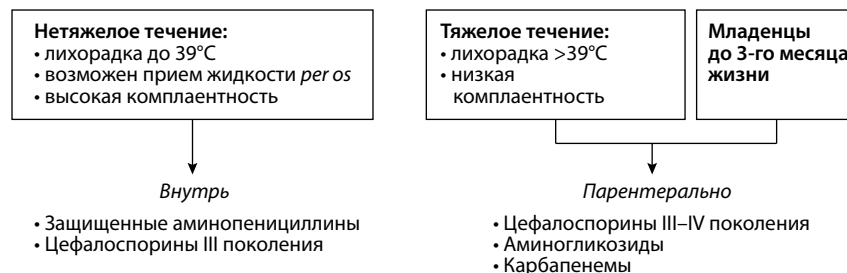 Нетяжелое течение:
• лихорадка до 39°C
• возможен прием жидкости per os
• высокая комплаентность
Тяжелое течение:
• лихорадка >39°C
• низкая
комплаентность
Младенцы
до 3-го месяца
жизни
Внутрь
• Защищенные аминопенициллины
• Цефалоспорины III поколения
Парентерально
• Цефалоспорины III–IV поколения
• Аминогликозиды
• Карбапенемы